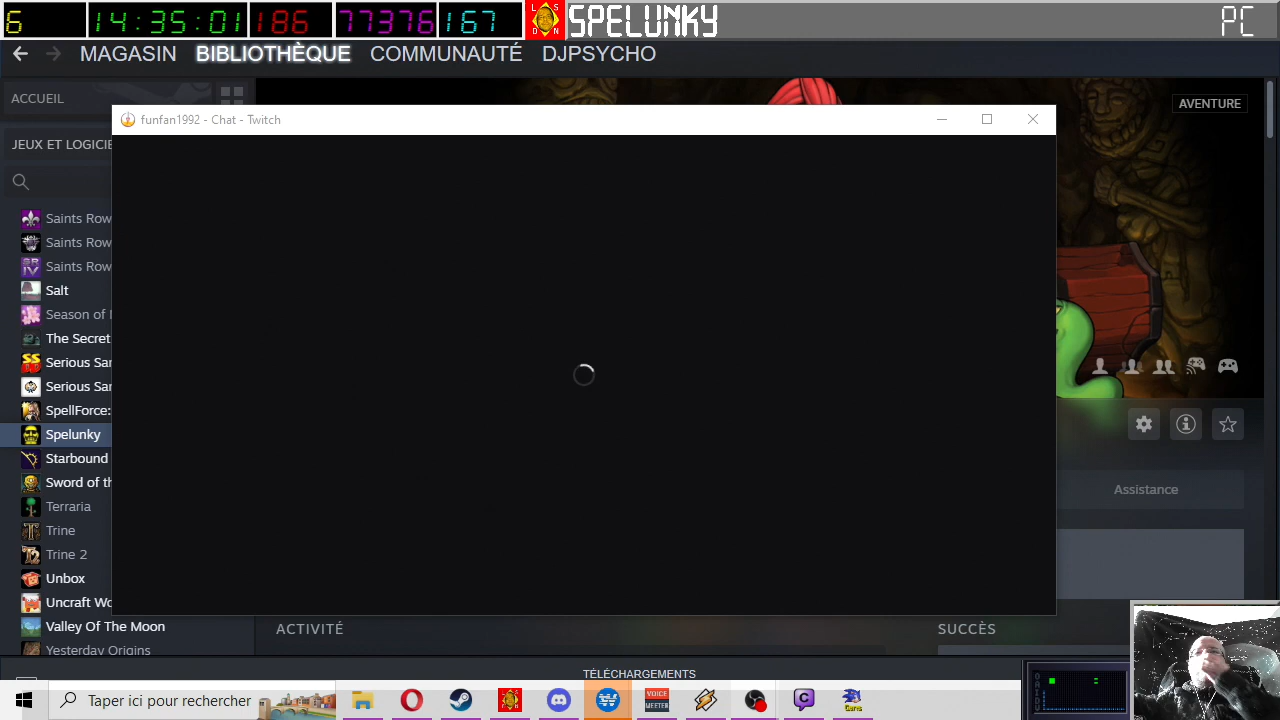 6 14:35:01 186 77376 167 LSDN SPELUNKY PC
MAGASIN BIBLIOTHÈQUE COMMUNAUTÉ DJPSYCHO
ACCUEIL
AVENTURE
funfan1992 - Chat - Twitch
JEUX ET LOGICIE
Saints Row
Saints Row
Saints Row
Salt
Season of
The Secret
Serious Sar
Serious Sar
SpellForce:
Spelunky
Starbound
Sword of th
Terraria
Trine
Trine 2
Unbox
Uncraft Wo
Valley Of The Moon
Yesterday Origins
Assistance
ACTIVITÉ
SUCCÈS
TÉLÉCHARGEMENTS
Taper ici pour rechercher
VOICE MEETER